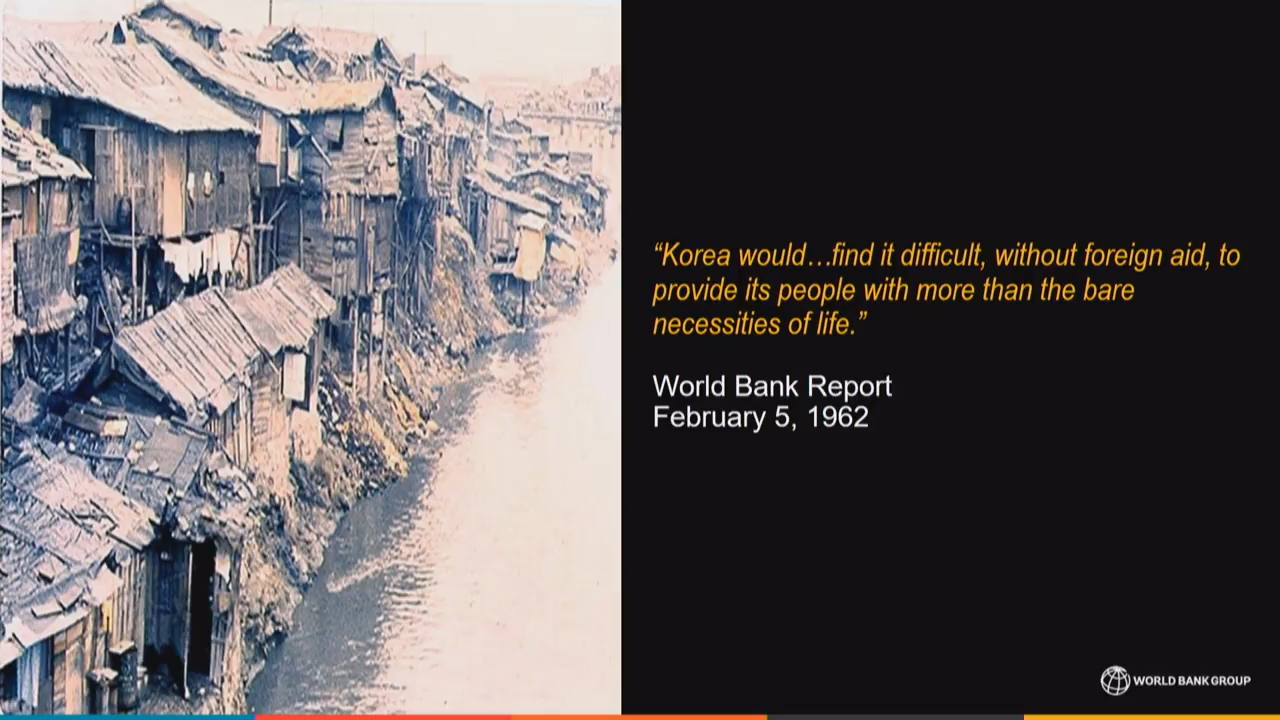 “Korea would…find it difficult, without foreign aid, to
provide its people with more than the bare
necessities of life.”
World Bank Report
February 5, 1962
WORLD BANK GROUP